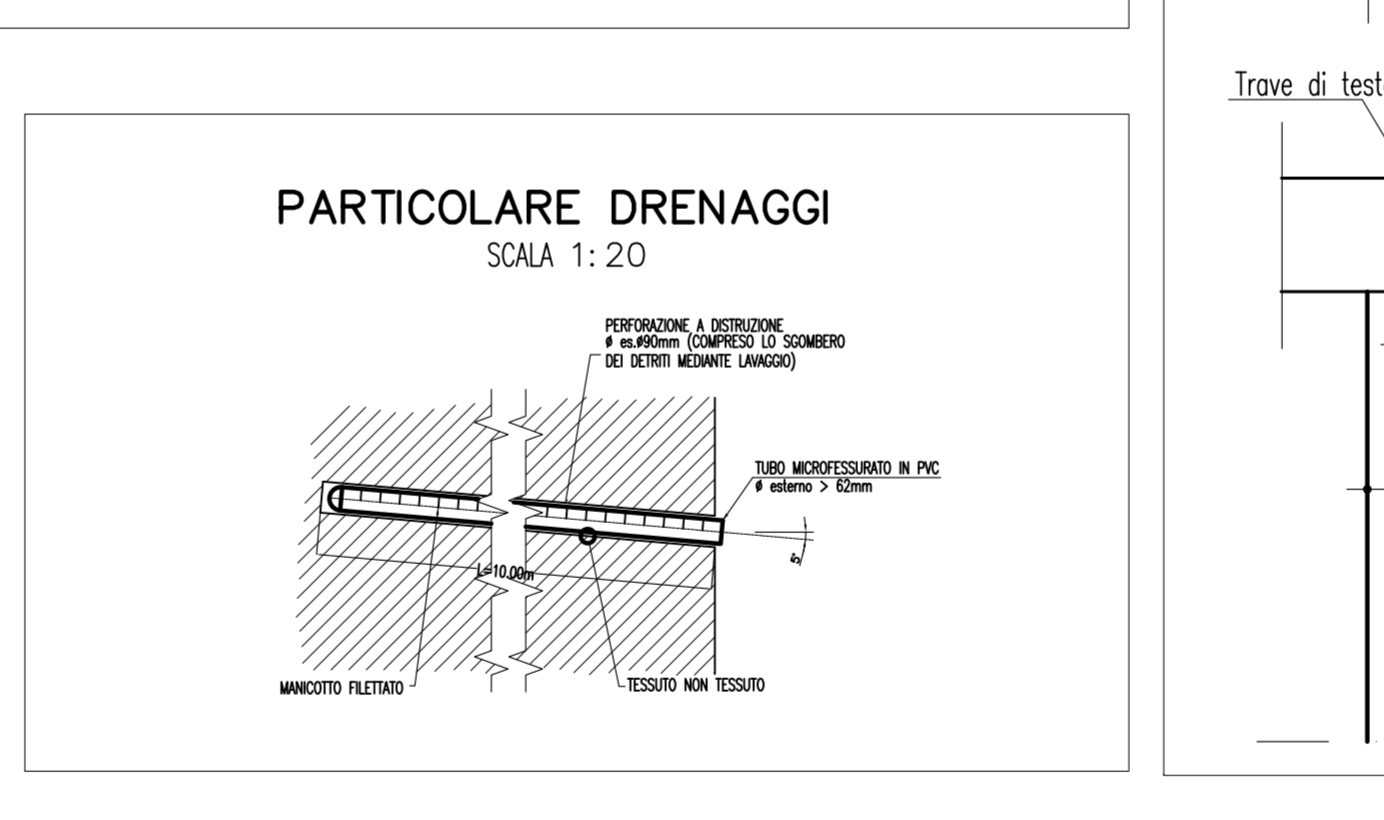 PARTICOLARE DRENAGGI
SCALA 1:20
PERFORAZIONE A DISTRUZIONE
ø es.ø90mm (COMPRESO LO SGOMBERO
DEI DETRITI MEDIANTE LAVAGGIO)
TUBO MICROFESSURATO IN PVC
ø esterno > 62mm
5°
L=10.00m
MANICOTTO FILETTATO
TESSUTO NON TESSUTO
Trave di